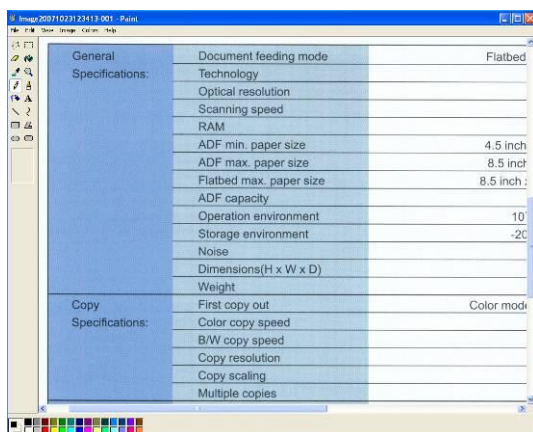 Image20071023123413-001 - Paint
File Edit View Image Colors Help
General Document feeding mode Flatbed
Specifications: Technology
Optical resolution
Scanning speed
RAM
ADF min. paper size 4.5 inch
ADF max. paper size 8.5 inch
Flatbed max. paper size 8.5 inch
ADF capacity
Operation environment 10
Storage environment -20
Noise
Dimensions(H x W x D)
Weight
Copy First copy out Color mode
Specifications: Color copy speed
B/W copy speed
Copy resolution
Copy scaling
Multiple copies